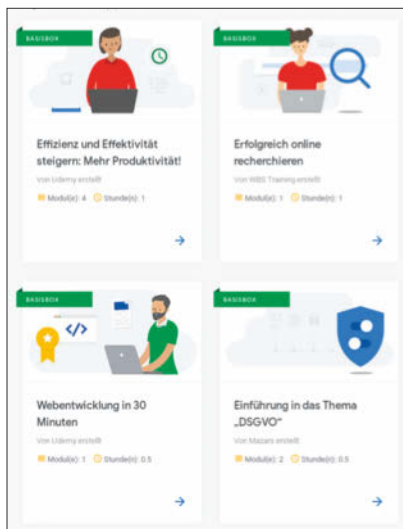 BASISBOX
Effizienz und Effektivität
steigern: Mehr Produktivität!
Von Udemy erstellt
Modul(e): 4 Stunde(n): 1
BASISBOX
Erfolgreich online
recherchieren
Von WBS Training erstellt
Modul(e): 1 Stunde(n): 1
BASISBOX
</>
Webentwicklung in 30
Minuten
Von Udemy erstellt
Modul(e): 1 Stunde(n): 0.5
BASISBOX
Einführung in das Thema
„DSGVO“
Von Mazars erstellt
Modul(e): 2 Stunde(n): 0.5